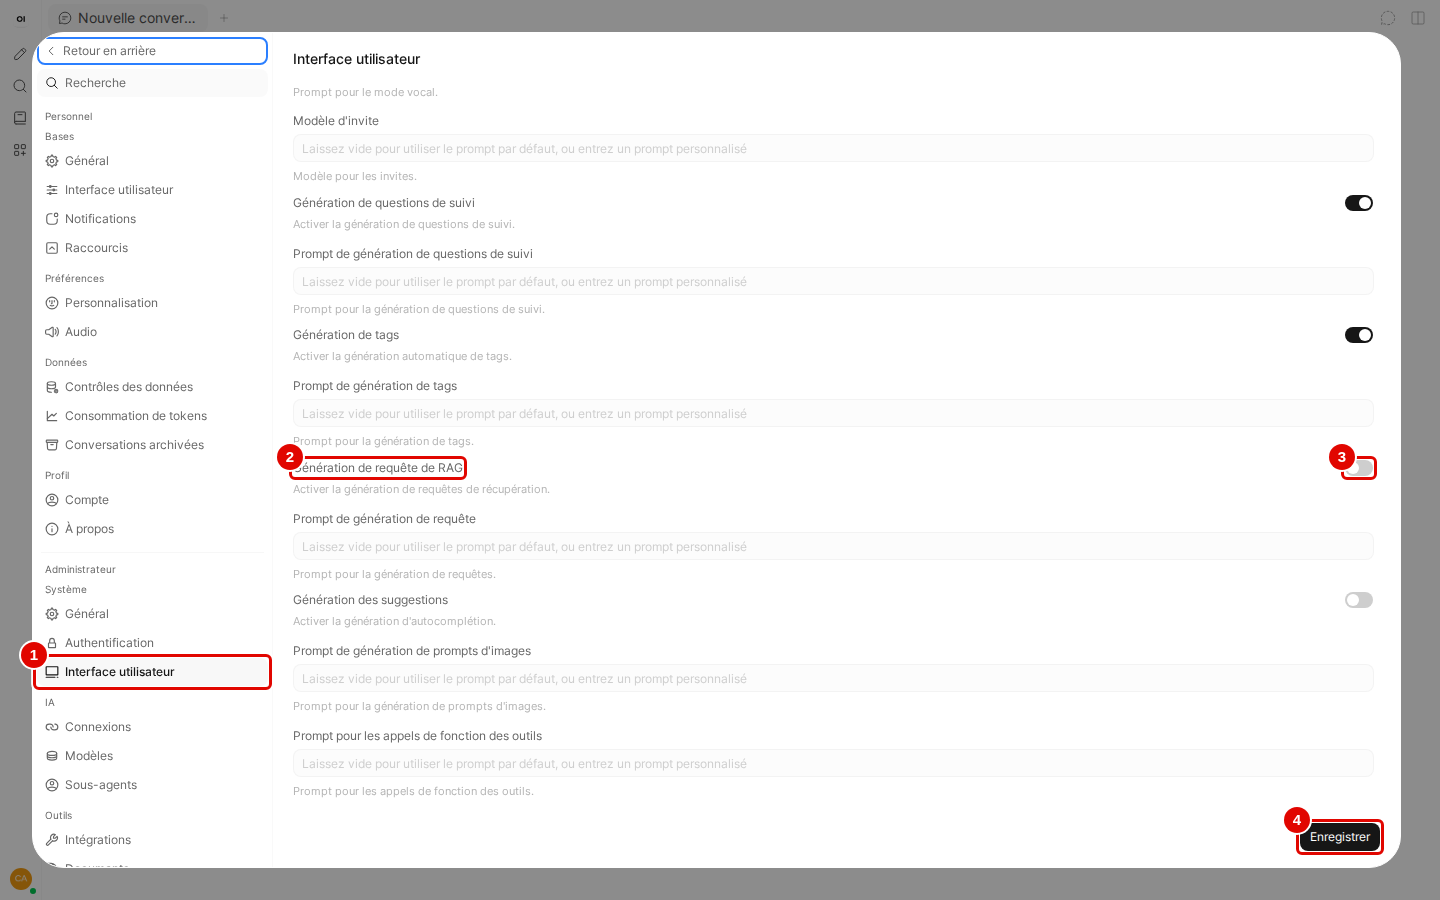 OI
Nouvelle conver...
Retour en arrière
Recherche
Personnel
Bases
Général
Interface utilisateur
Notifications
Raccourcis
Préférences
Personnalisation
Audio
Données
Contrôles des données
Consommation de tokens
Conversations archivées
Profil
Compte
À propos
Administrateur
Système
Général
Authentification
1
Interface utilisateur
IA
Connexions
Modèles
Sous-agents
Outils
Intégrations
CA
Interface utilisateur
Prompt pour le mode vocal.
Modèle d'invite
Laissez vide pour utiliser le prompt par défaut, ou entrez un prompt personnalisé
Modèle pour les invites.
Génération de questions de suivi
Activer la génération de questions de suivi.
Prompt de génération de questions de suivi
Laissez vide pour utiliser le prompt par défaut, ou entrez un prompt personnalisé
Prompt pour la génération de questions de suivi.
Génération de tags
Activer la génération automatique de tags.
Prompt de génération de tags
Laissez vide pour utiliser le prompt par défaut, ou entrez un prompt personnalisé
Prompt pour la génération de tags.
2
Génération de requête de RAG
3
Activer la génération de requêtes de récupération.
Prompt de génération de requête
Laissez vide pour utiliser le prompt par défaut, ou entrez un prompt personnalisé
Prompt pour la génération de requêtes.
Génération des suggestions
Activer la génération d'autocomplétion.
Prompt de génération de prompts d'images
Laissez vide pour utiliser le prompt par défaut, ou entrez un prompt personnalisé
Prompt pour la génération de prompts d'images.
Prompt pour les appels de fonction des outils
Laissez vide pour utiliser le prompt par défaut, ou entrez un prompt personnalisé
Prompt pour les appels de fonction des outils.
4
Enregistrer